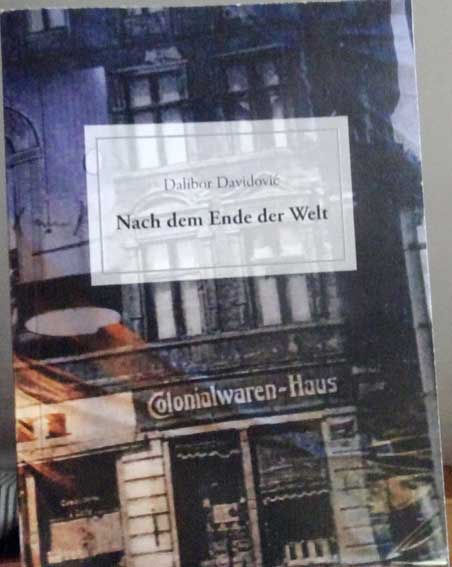 Dalibor Davidović
Nach dem Ende der Welt
Colonialwaren-Haus